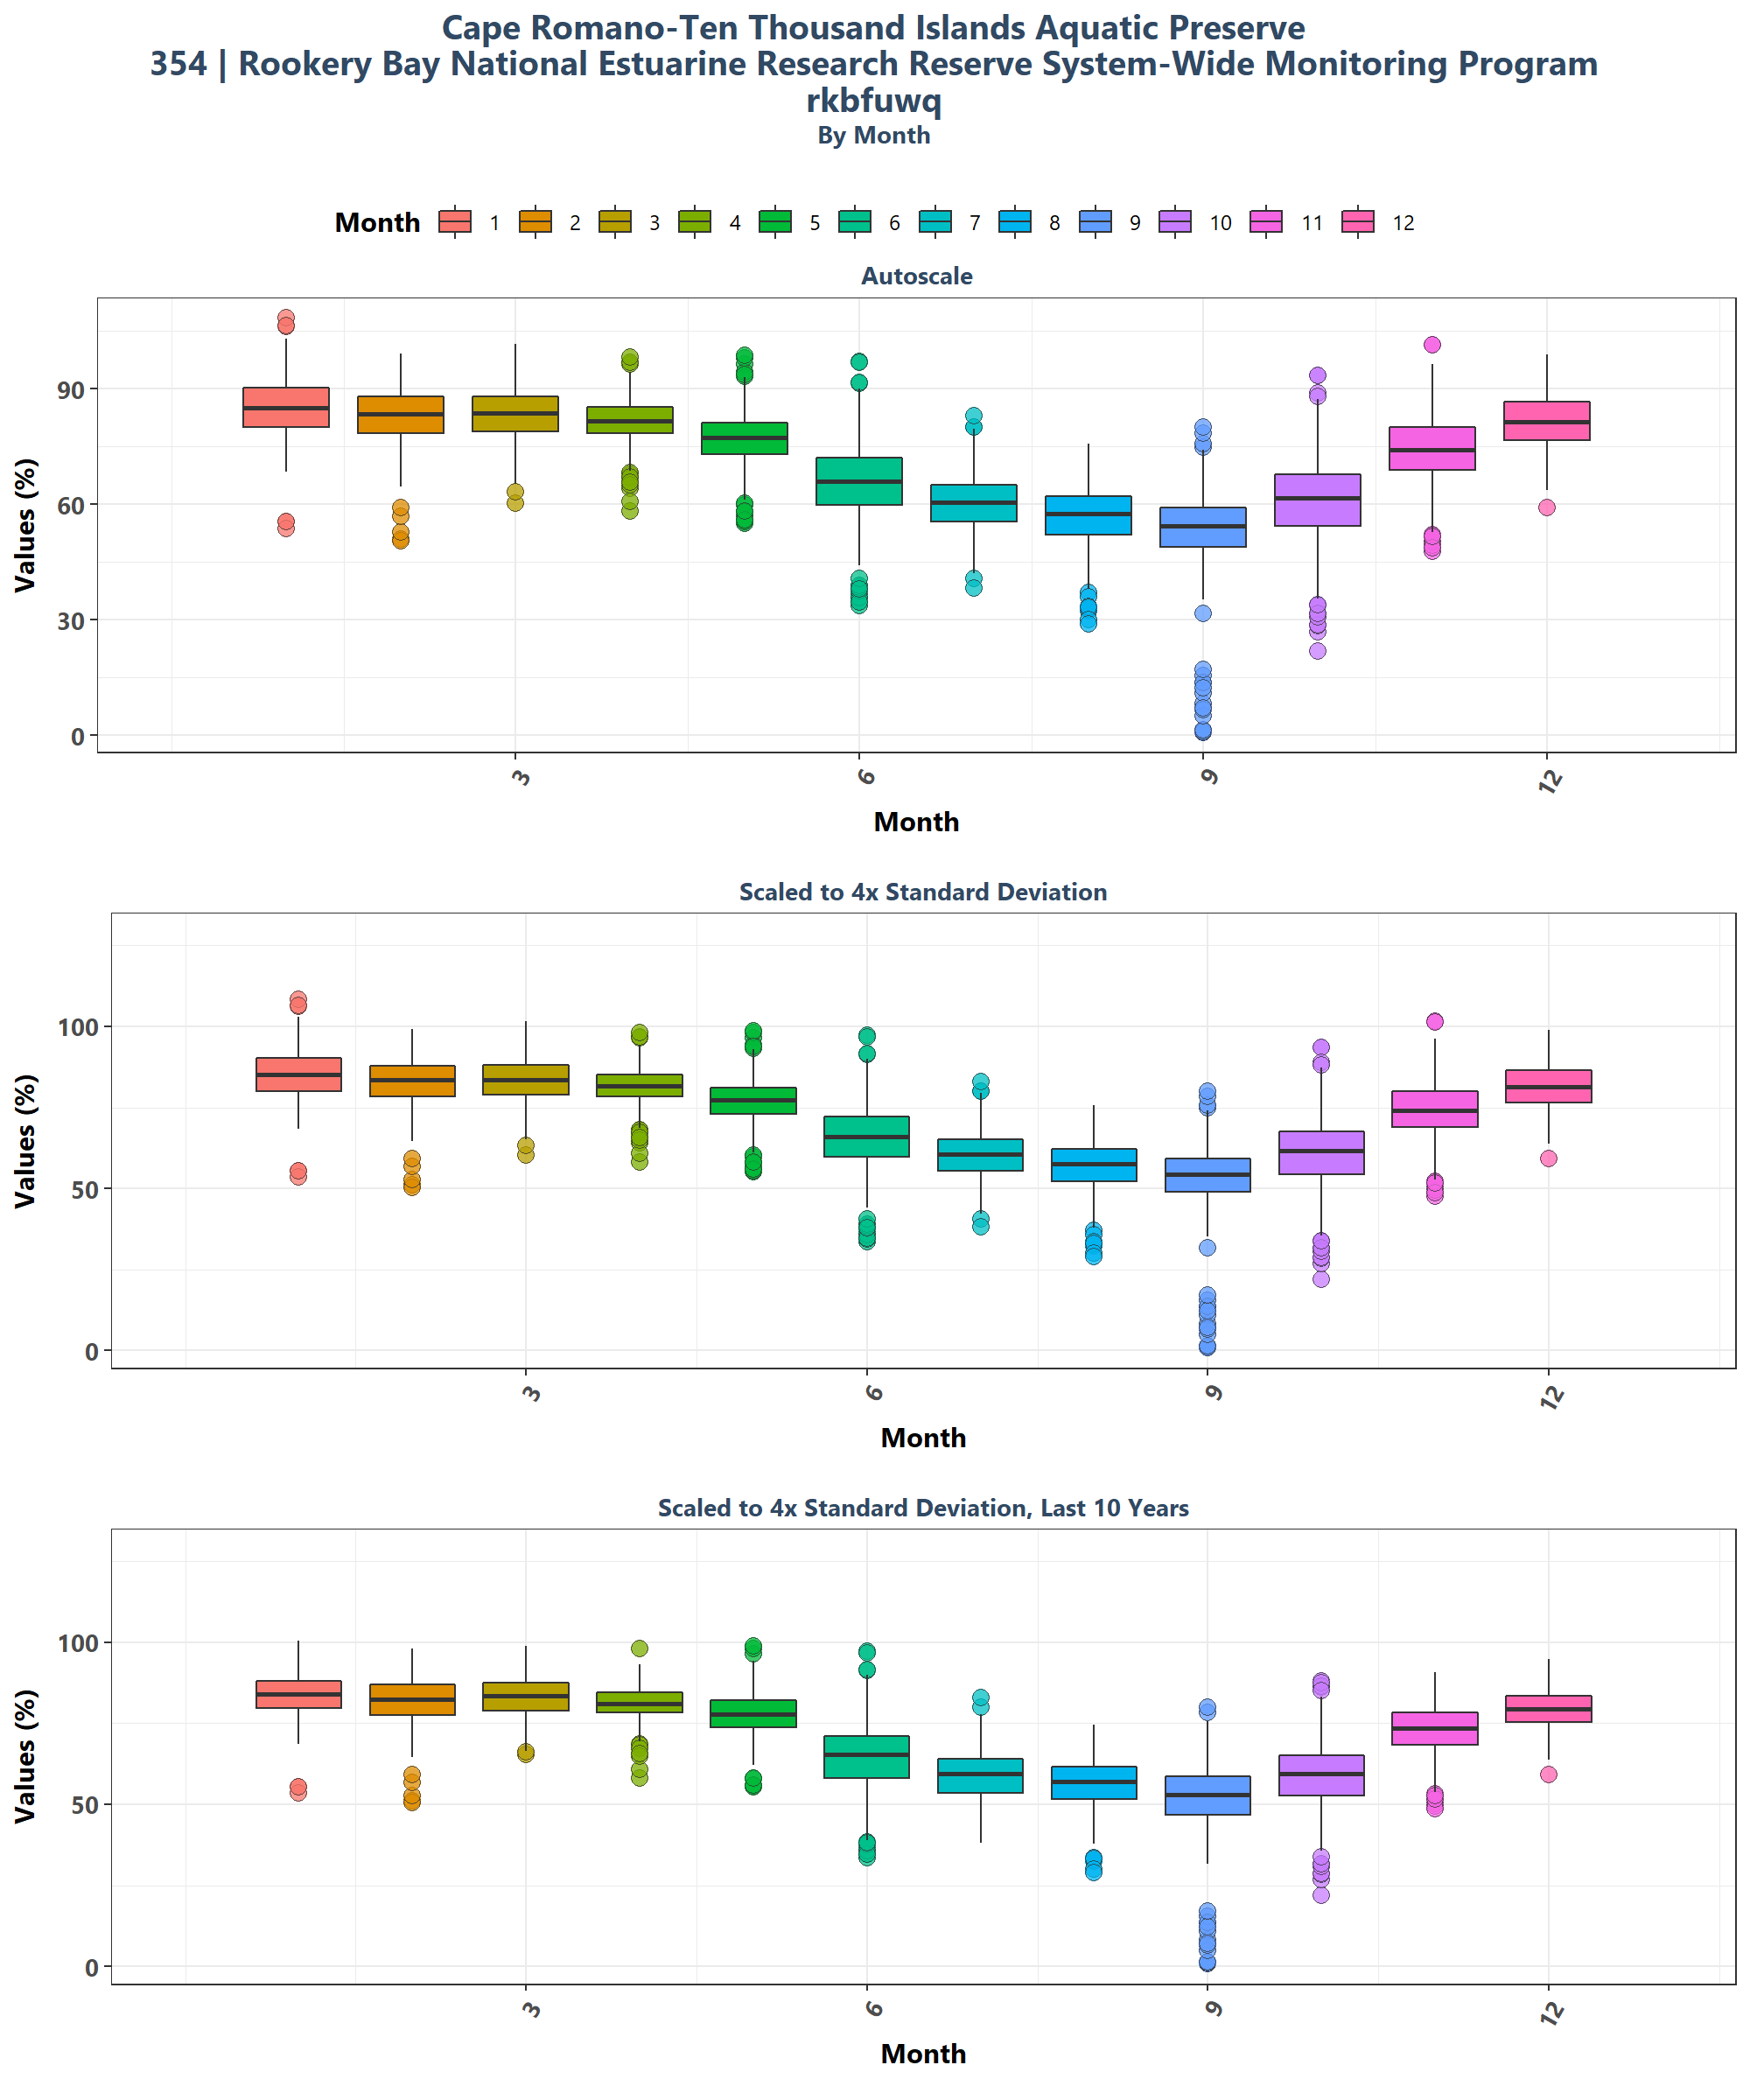 Cape Romano-Ten Thousand Islands Aquatic Preserve
354 | Rookery Bay National Estuarine Research Reserve System-Wide Monitoring Program
rkbfuwq
By Month
Month 1 2 3 4 5 6 7 8 9 10 11 12
Autoscale
Values (%)
90
60
30
0
3 6 9 12
Month
Scaled to 4x Standard Deviation
Values (%)
100
50
0
3 6 9 12
Month
Scaled to 4x Standard Deviation, Last 10 Years
Values (%)
100
50
0
3 6 9 12
Month